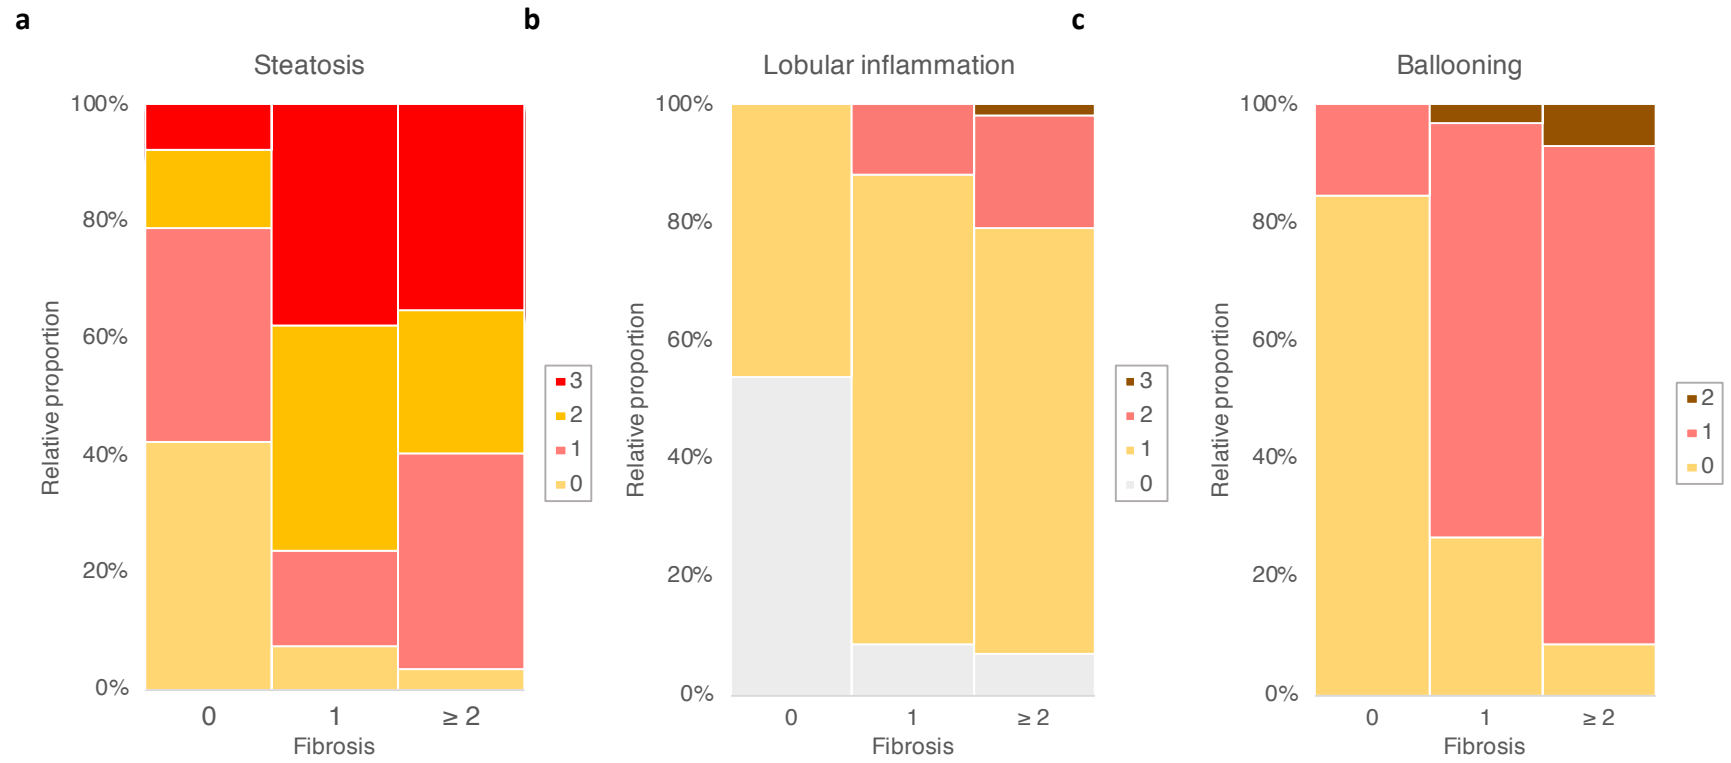 a
Steatosis
100%
80%
60%
40%
20%
0%
Relative proportion
0 1 ≥ 2
Fibrosis
3
2
1
0
b
Lobular inflammation
100%
80%
60%
40%
20%
0%
Relative proportion
0 1 ≥ 2
Fibrosis
3
2
1
0
c
Ballooning
100%
80%
60%
40%
20%
0%
Relative proportion
0 1 ≥ 2
Fibrosis
2
1
0